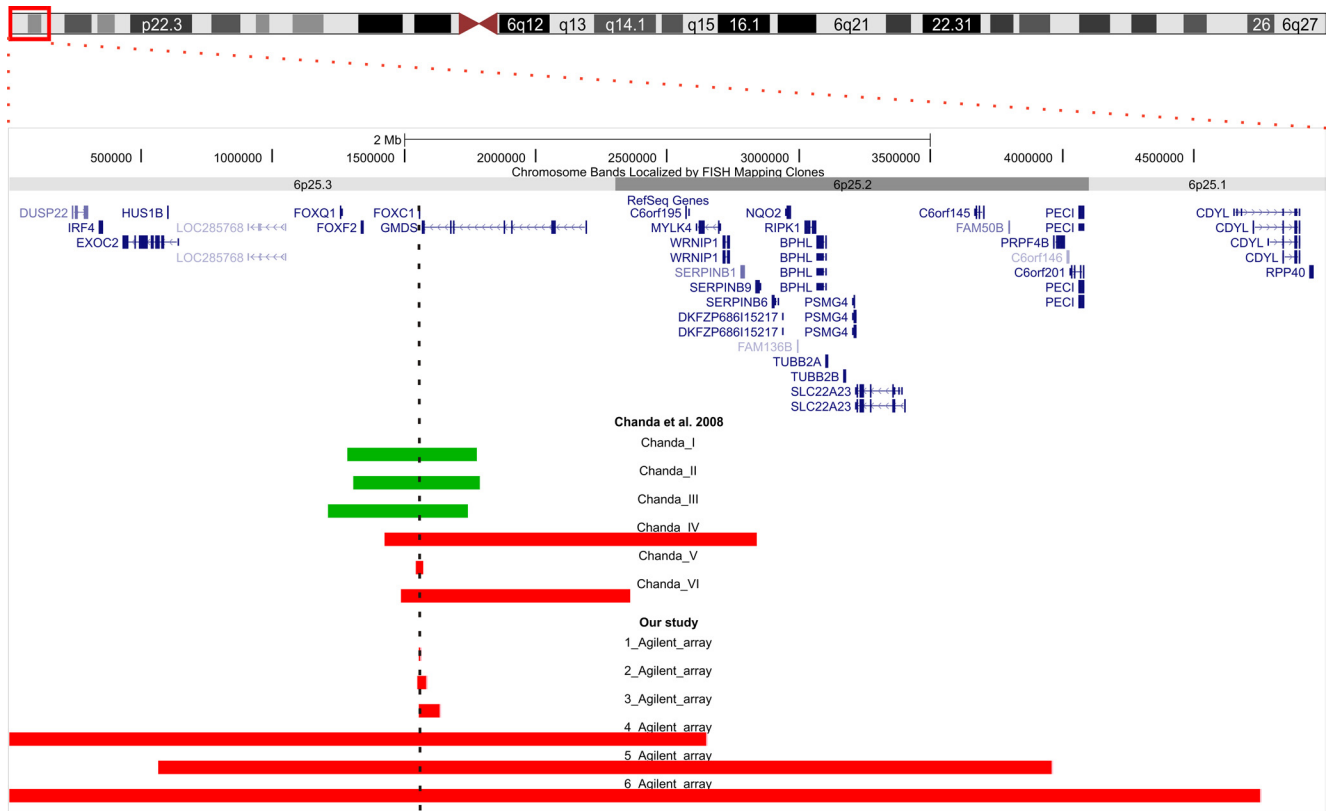 p22.3 6q12 q13 q14.1 q15 16.1 6q21 22.31 26 6q27
2 Mb
500000 1000000 1500000 2000000 2500000 3000000 3500000 4000000 4500000
Chromosome Bands Localized by FISH Mapping Clones
6p25.3 6p25.2 6p25.1
RefSeq Genes
DUSP22 HUS1B FOXQ1 FOXC1 C6orf195 NQO2 C6orf145 PECI CDYL
IRF4 LOC285768 FOXF2 GMDS MYLK4 RIPK1 FAM50B PECI CDYL
EXOC2 WRNIP1 BPHL PRPF4B CDYL
LOC285768 WRNIP1 BPHL C6orf146 CDYL
SERPINB1 BPHL C6orf201 RPP40
SERPINB9 BPHL PECI
SERPINB6 PSMG4 PECI
DKFZP686I15217 PSMG4
DKFZP686I15217 PSMG4
FAM136B
TUBB2A
TUBB2B
SLC22A23
SLC22A23
Chanda et al. 2008
Chanda_I
Chanda_II
Chanda_III
Chanda_IV
Chanda_V
Chanda_VI
Our study
1_Agilent_array
2_Agilent_array
3_Agilent_array
4_Agilent_array
5_Agilent_array
6_Agilent_array